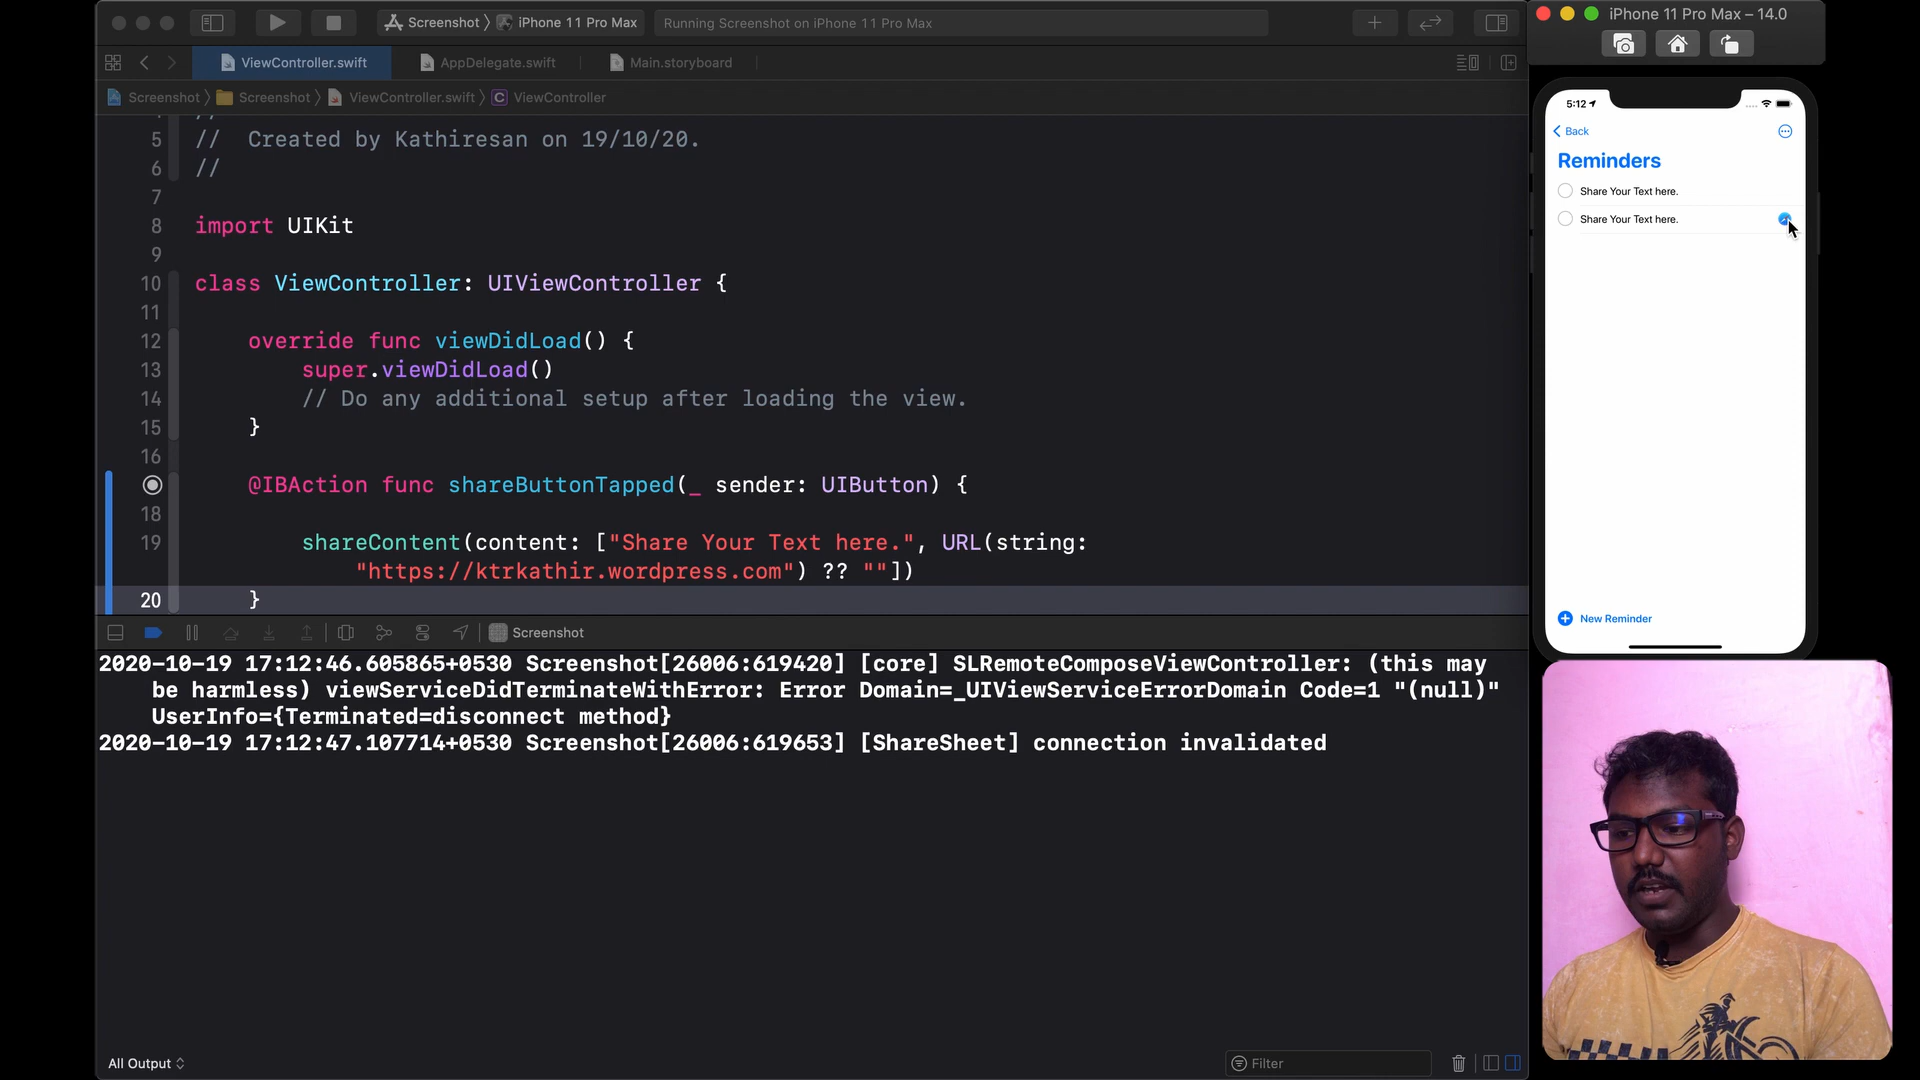 Screenshot
iPhone 11 Pro Max
Running Screenshot on iPhone 11 Pro Max
ViewController.swift
AppDelegate.swift
Main.storyboard
Screenshot
Screenshot
ViewController.swift
C
ViewController
5 // Created by Kathiresan on 19/10/20.
6 //
7
8 import UIKit
9
10 class ViewController: UIViewController {
11
12 override func viewDidLoad() {
13 super.viewDidLoad()
14 // Do any additional setup after loading the view.
15 }
16
@IBAction func shareButtonTapped(_ sender: UIButton) {
18
19 shareContent(content: ["Share Your Text here.", URL(string:
"https://ktrkathir.wordpress.com") ?? ""])
20 }
Screenshot
2020-10-19 17:12:46.605865+0530 Screenshot[26006:619420] [core] SLRemoteComposeViewController: (this may
be harmless) viewServiceDidTerminateWithError: Error Domain=_UIViewServiceErrorDomain Code=1 "(null)"
UserInfo={Terminated=disconnect method}
2020-10-19 17:12:47.107714+0530 Screenshot[26006:619653] [ShareSheet] connection invalidated
All Output
Filter
iPhone 11 Pro Max – 14.0
5:12
Back
Reminders
Share Your Text here.
Share Your Text here.
New Reminder